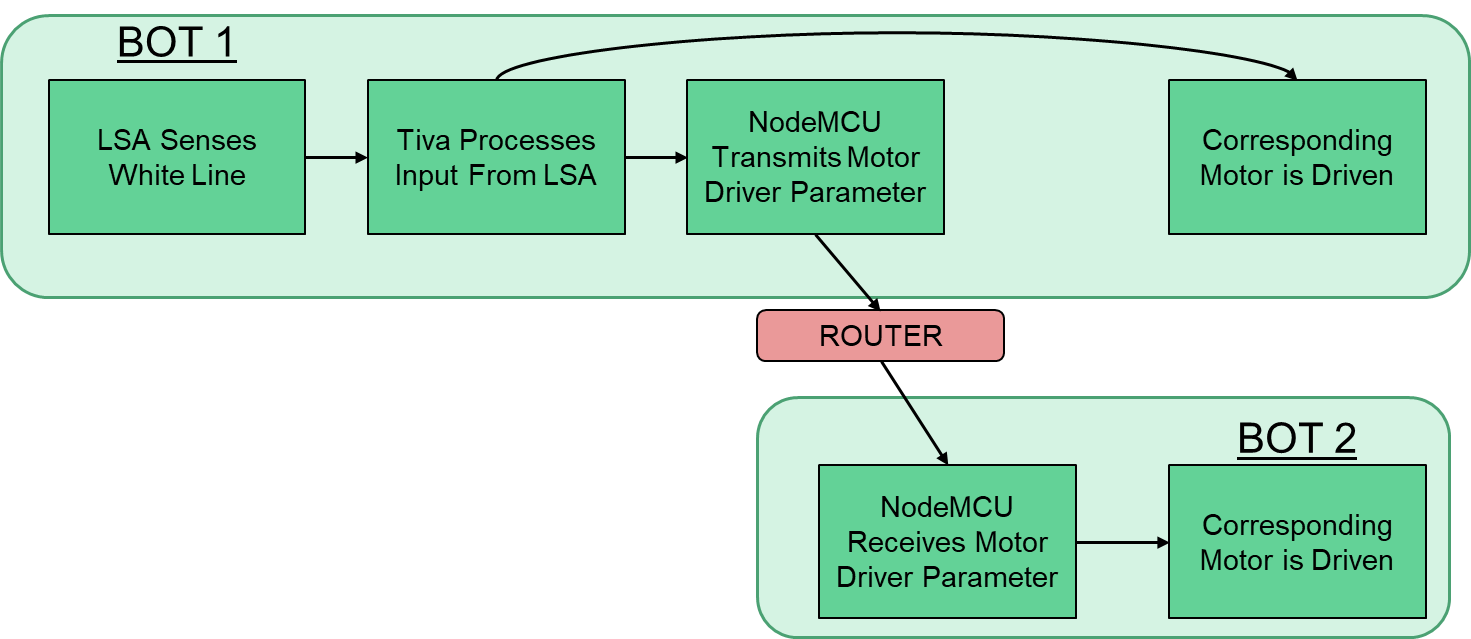 BOT 1
LSA Senses
White Line
Tiva Processes
Input From LSA
NodeMCU
Transmits Motor
Driver Parameter
Corresponding
Motor is Driven
ROUTER
BOT 2
NodeMCU
Receives Motor
Driver Parameter
Corresponding
Motor is Driven